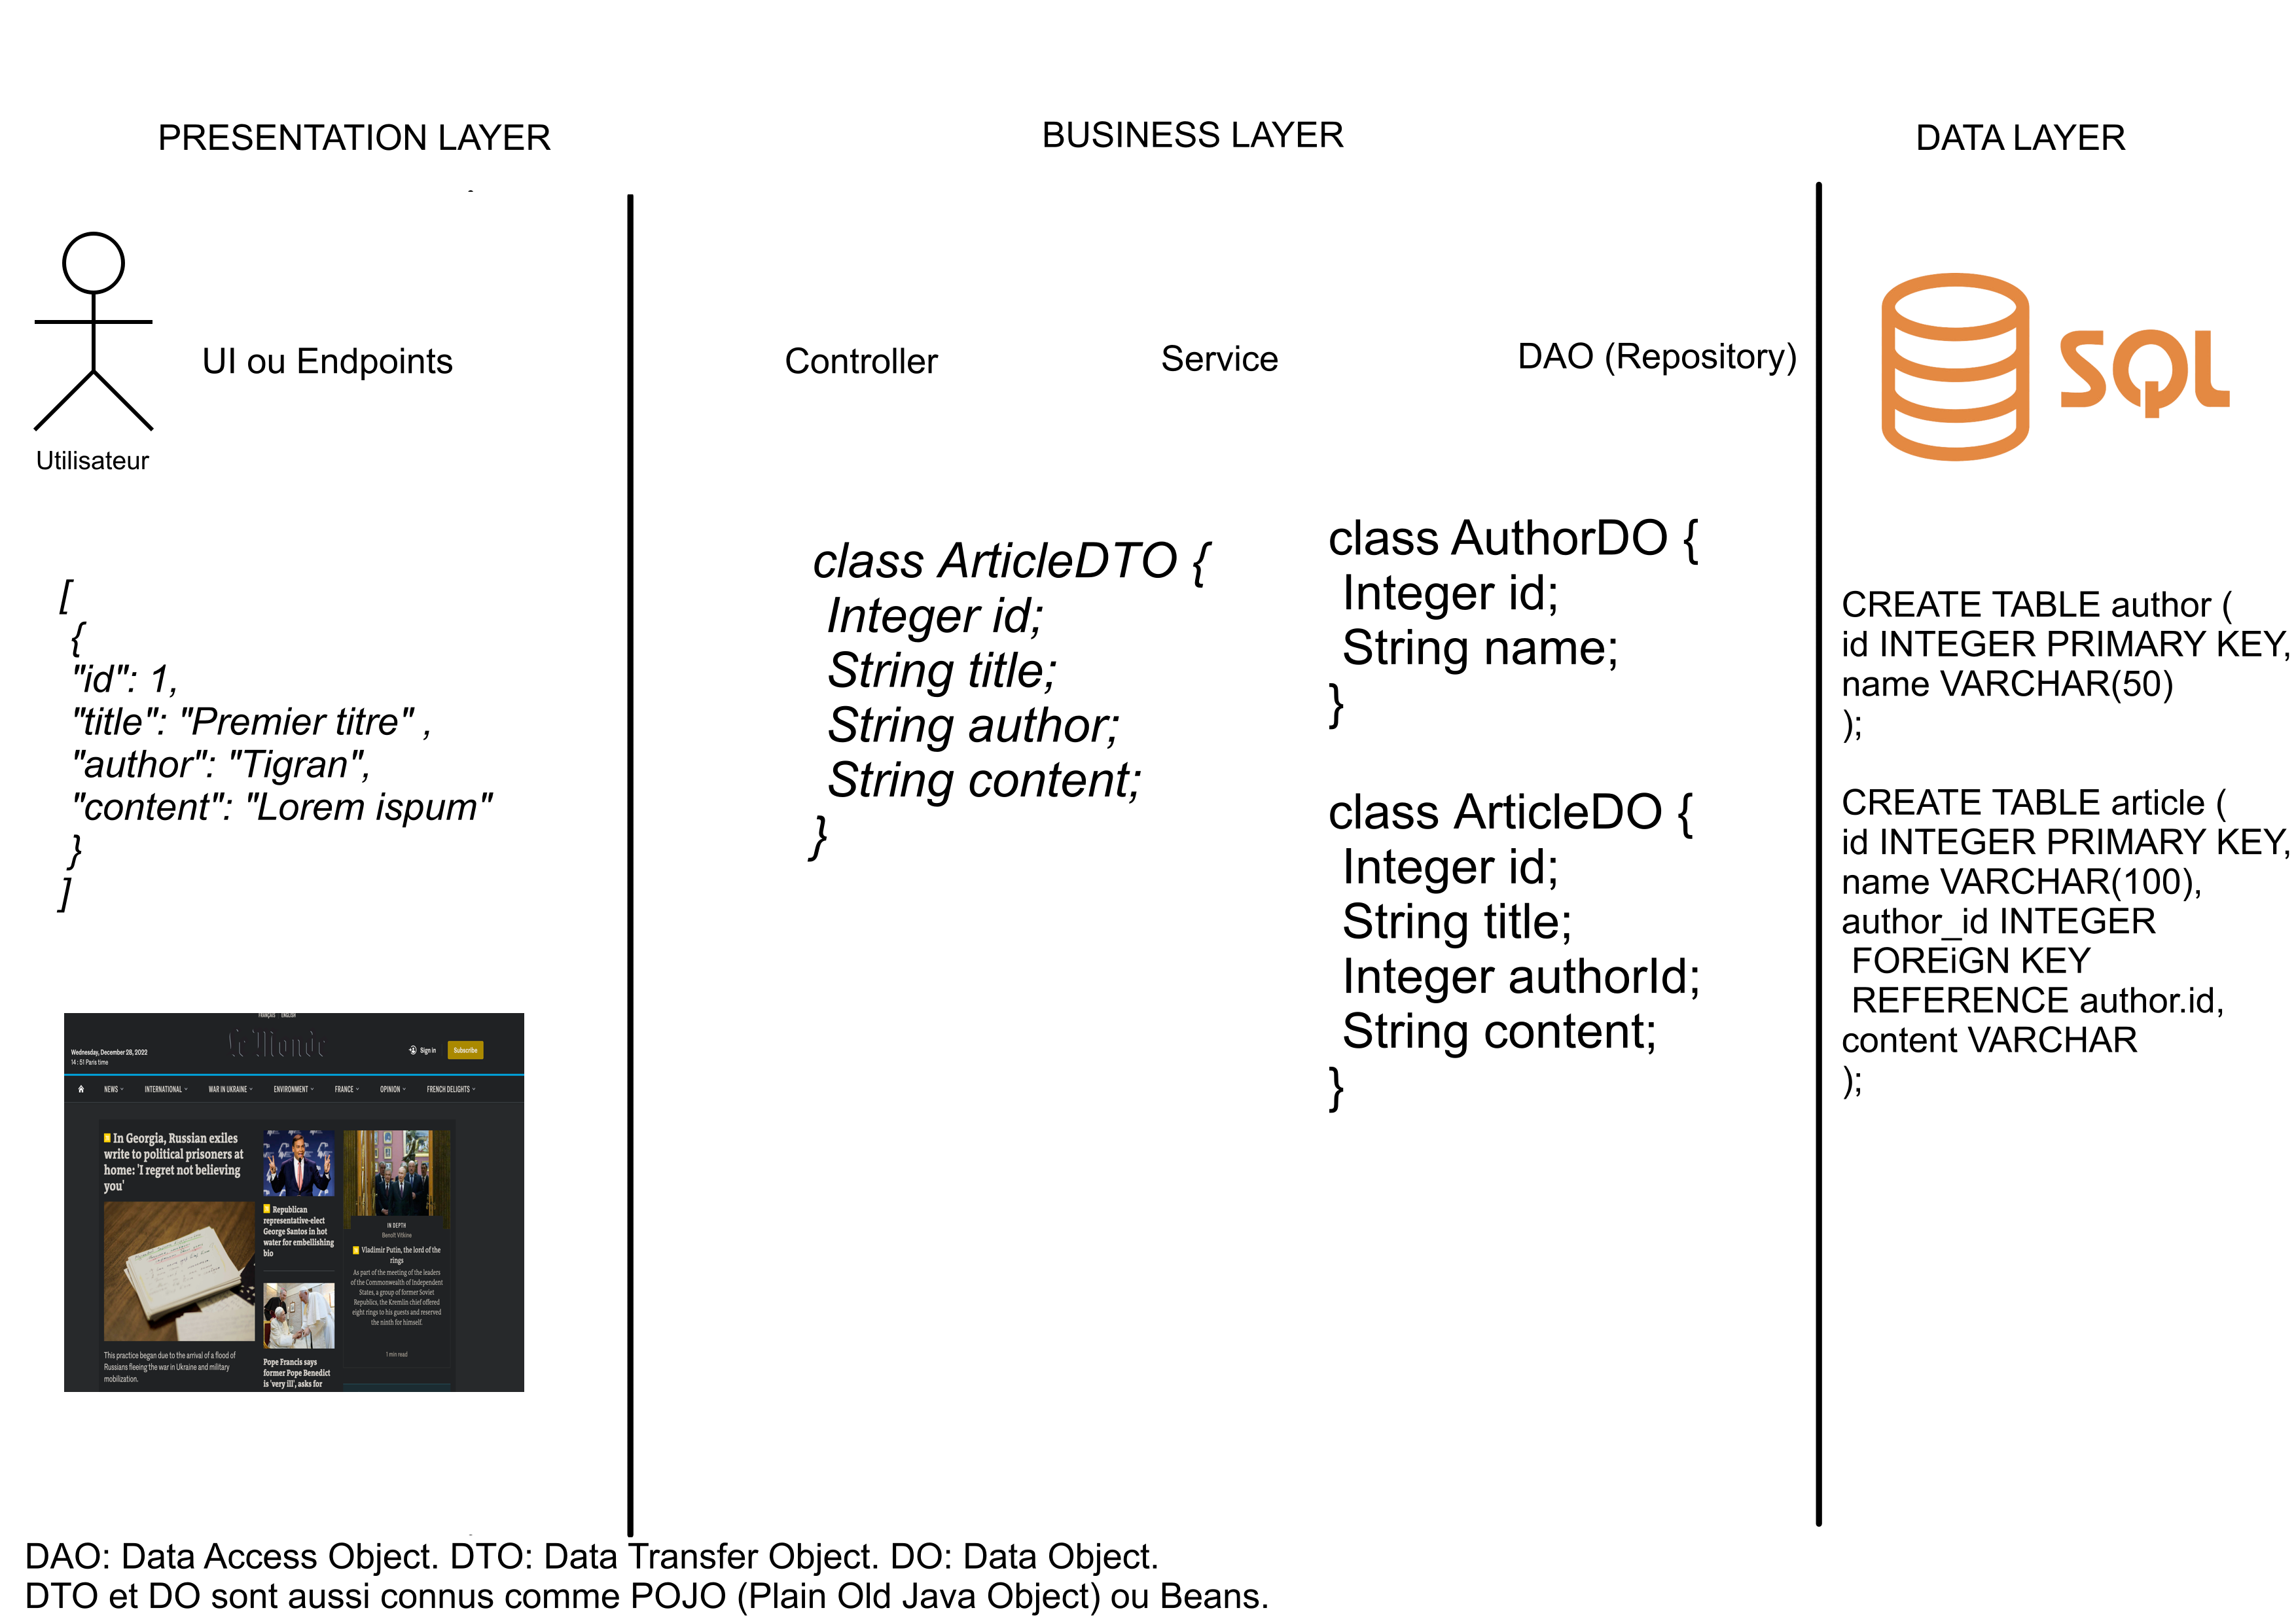 PRESENTATION LAYER
BUSINESS LAYER
DATA LAYER
Utilisateur
UI ou Endpoints
Controller
Service
DAO (Repository)
SQL
[
{
"id": 1,
"title": "Premier titre" ,
"author": "Tigran",
"content": "Lorem ispum"
}
]
FRANÇAIS ENGLISH
Le Monde
Wednesday, December 28, 2022
14 : 51 Paris time
Sign in
Subscribe
NEWS INTERNATIONAL WAR IN UKRAINE ENVIRONMENT FRANCE OPINION FRENCH DELIGHTS
In Georgia, Russian exiles
write to political prisoners at
home: 'I regret not believing
you'
This practice began due to the arrival of a flood of
Russians fleeing the war in Ukraine and military
mobilization.
Republican
representative-elect
George Santos in hot
water for embellishing
bio
Pope Francis says
former Pope Benedict
is 'very ill', asks for
IN DEPTH
Benoît Vitkine
Vladimir Putin, the lord of the
rings
As part of the meeting of the leaders
of the Commonwealth of Independent
States, a group of former Soviet
Republics, the Kremlin chief offered
eight rings to his guests and reserved
the ninth for himself.
1 min read
class ArticleDTO {
Integer id;
String title;
String author;
String content;
}
class AuthorDO {
Integer id;
String name;
}
class ArticleDO {
Integer id;
String title;
Integer authorId;
String content;
}
CREATE TABLE author (
id INTEGER PRIMARY KEY,
name VARCHAR(50)
);
CREATE TABLE article (
id INTEGER PRIMARY KEY,
name VARCHAR(100),
author_id INTEGER
FOREiGN KEY
REFERENCE author.id,
content VARCHAR
);
DAO: Data Access Object. DTO: Data Transfer Object. DO: Data Object.
DTO et DO sont aussi connus comme POJO (Plain Old Java Object) ou Beans.